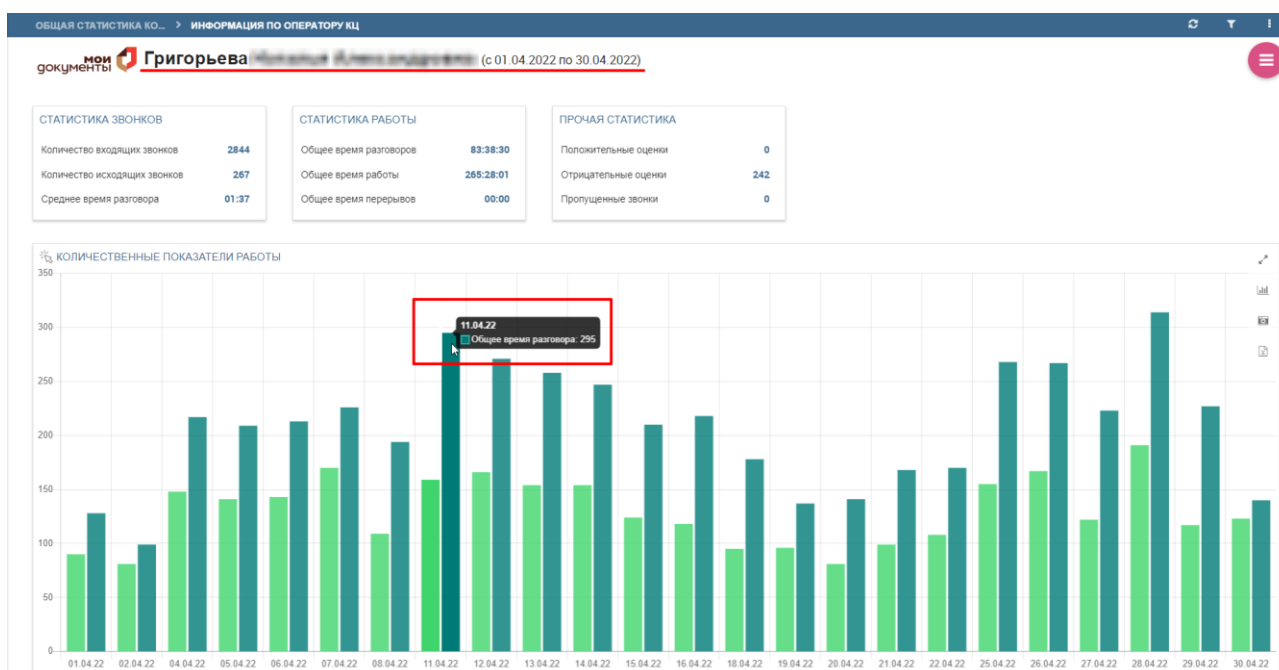 ОБЩАЯ СТАТИСТИКА КО... > ИНФОРМАЦИЯ ПО ОПЕРАТОРУ КЦ
мои документы Григорьева (с 01.04.2022 по 30.04.2022)
СТАТИСТИКА ЗВОНКОВ
Количество входящих звонков 2844
Количество исходящих звонков 267
Среднее время разговора 01:37
СТАТИСТИКА РАБОТЫ
Общее время разговоров 83:38:30
Общее время работы 265:28:01
Общее время перерывов 00:00
ПРОЧАЯ СТАТИСТИКА
Положительные оценки 0
Отрицательные оценки 242
Пропущенные звонки 0
КОЛИЧЕСТВЕННЫЕ ПОКАЗАТЕЛИ РАБОТЫ
350
300
250
200
150
100
50
0
11.04.22
Общее время разговора: 295
01.04.22 02.04.22 04.04.22 05.04.22 06.04.22 07.04.22 08.04.22 11.04.22 12.04.22 13.04.22 14.04.22 15.04.22 16.04.22 18.04.22 19.04.22 20.04.22 21.04.22 22.04.22 25.04.22 26.04.22 27.04.22 28.04.22 29.04.22 30.04.22